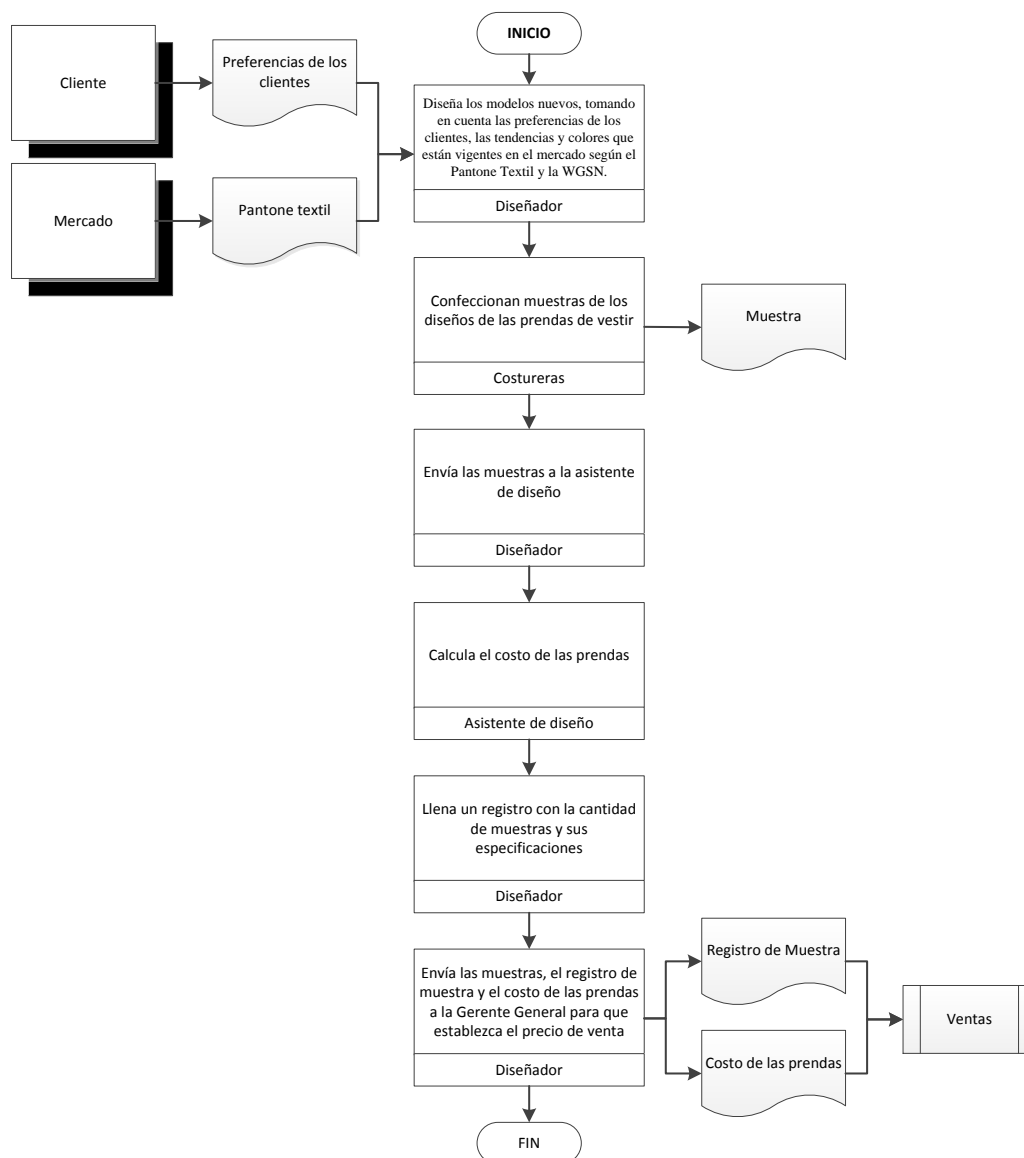 INICIO
Cliente
Preferencias de los
clientes
Diseña los modelos nuevos, tomando
en cuenta las preferencias de los
clientes, las tendencias y colores que
están vigentes en el mercado según el
Pantone Textil y la WGSN.
Diseñador
Mercado
Pantone textil
Confeccionan muestras de los
diseños de las prendas de vestir
Costureras
Muestra
Envía las muestras a la asistente
de diseño
Diseñador
Calcula el costo de las prendas
Asistente de diseño
Llena un registro con la cantidad
de muestras y sus
especificaciones
Diseñador
Envía las muestras, el registro de
muestra y el costo de las prendas
a la Gerente General para que
establezca el precio de venta
Diseñador
Registro de Muestra
Costo de las prendas
Ventas
FIN